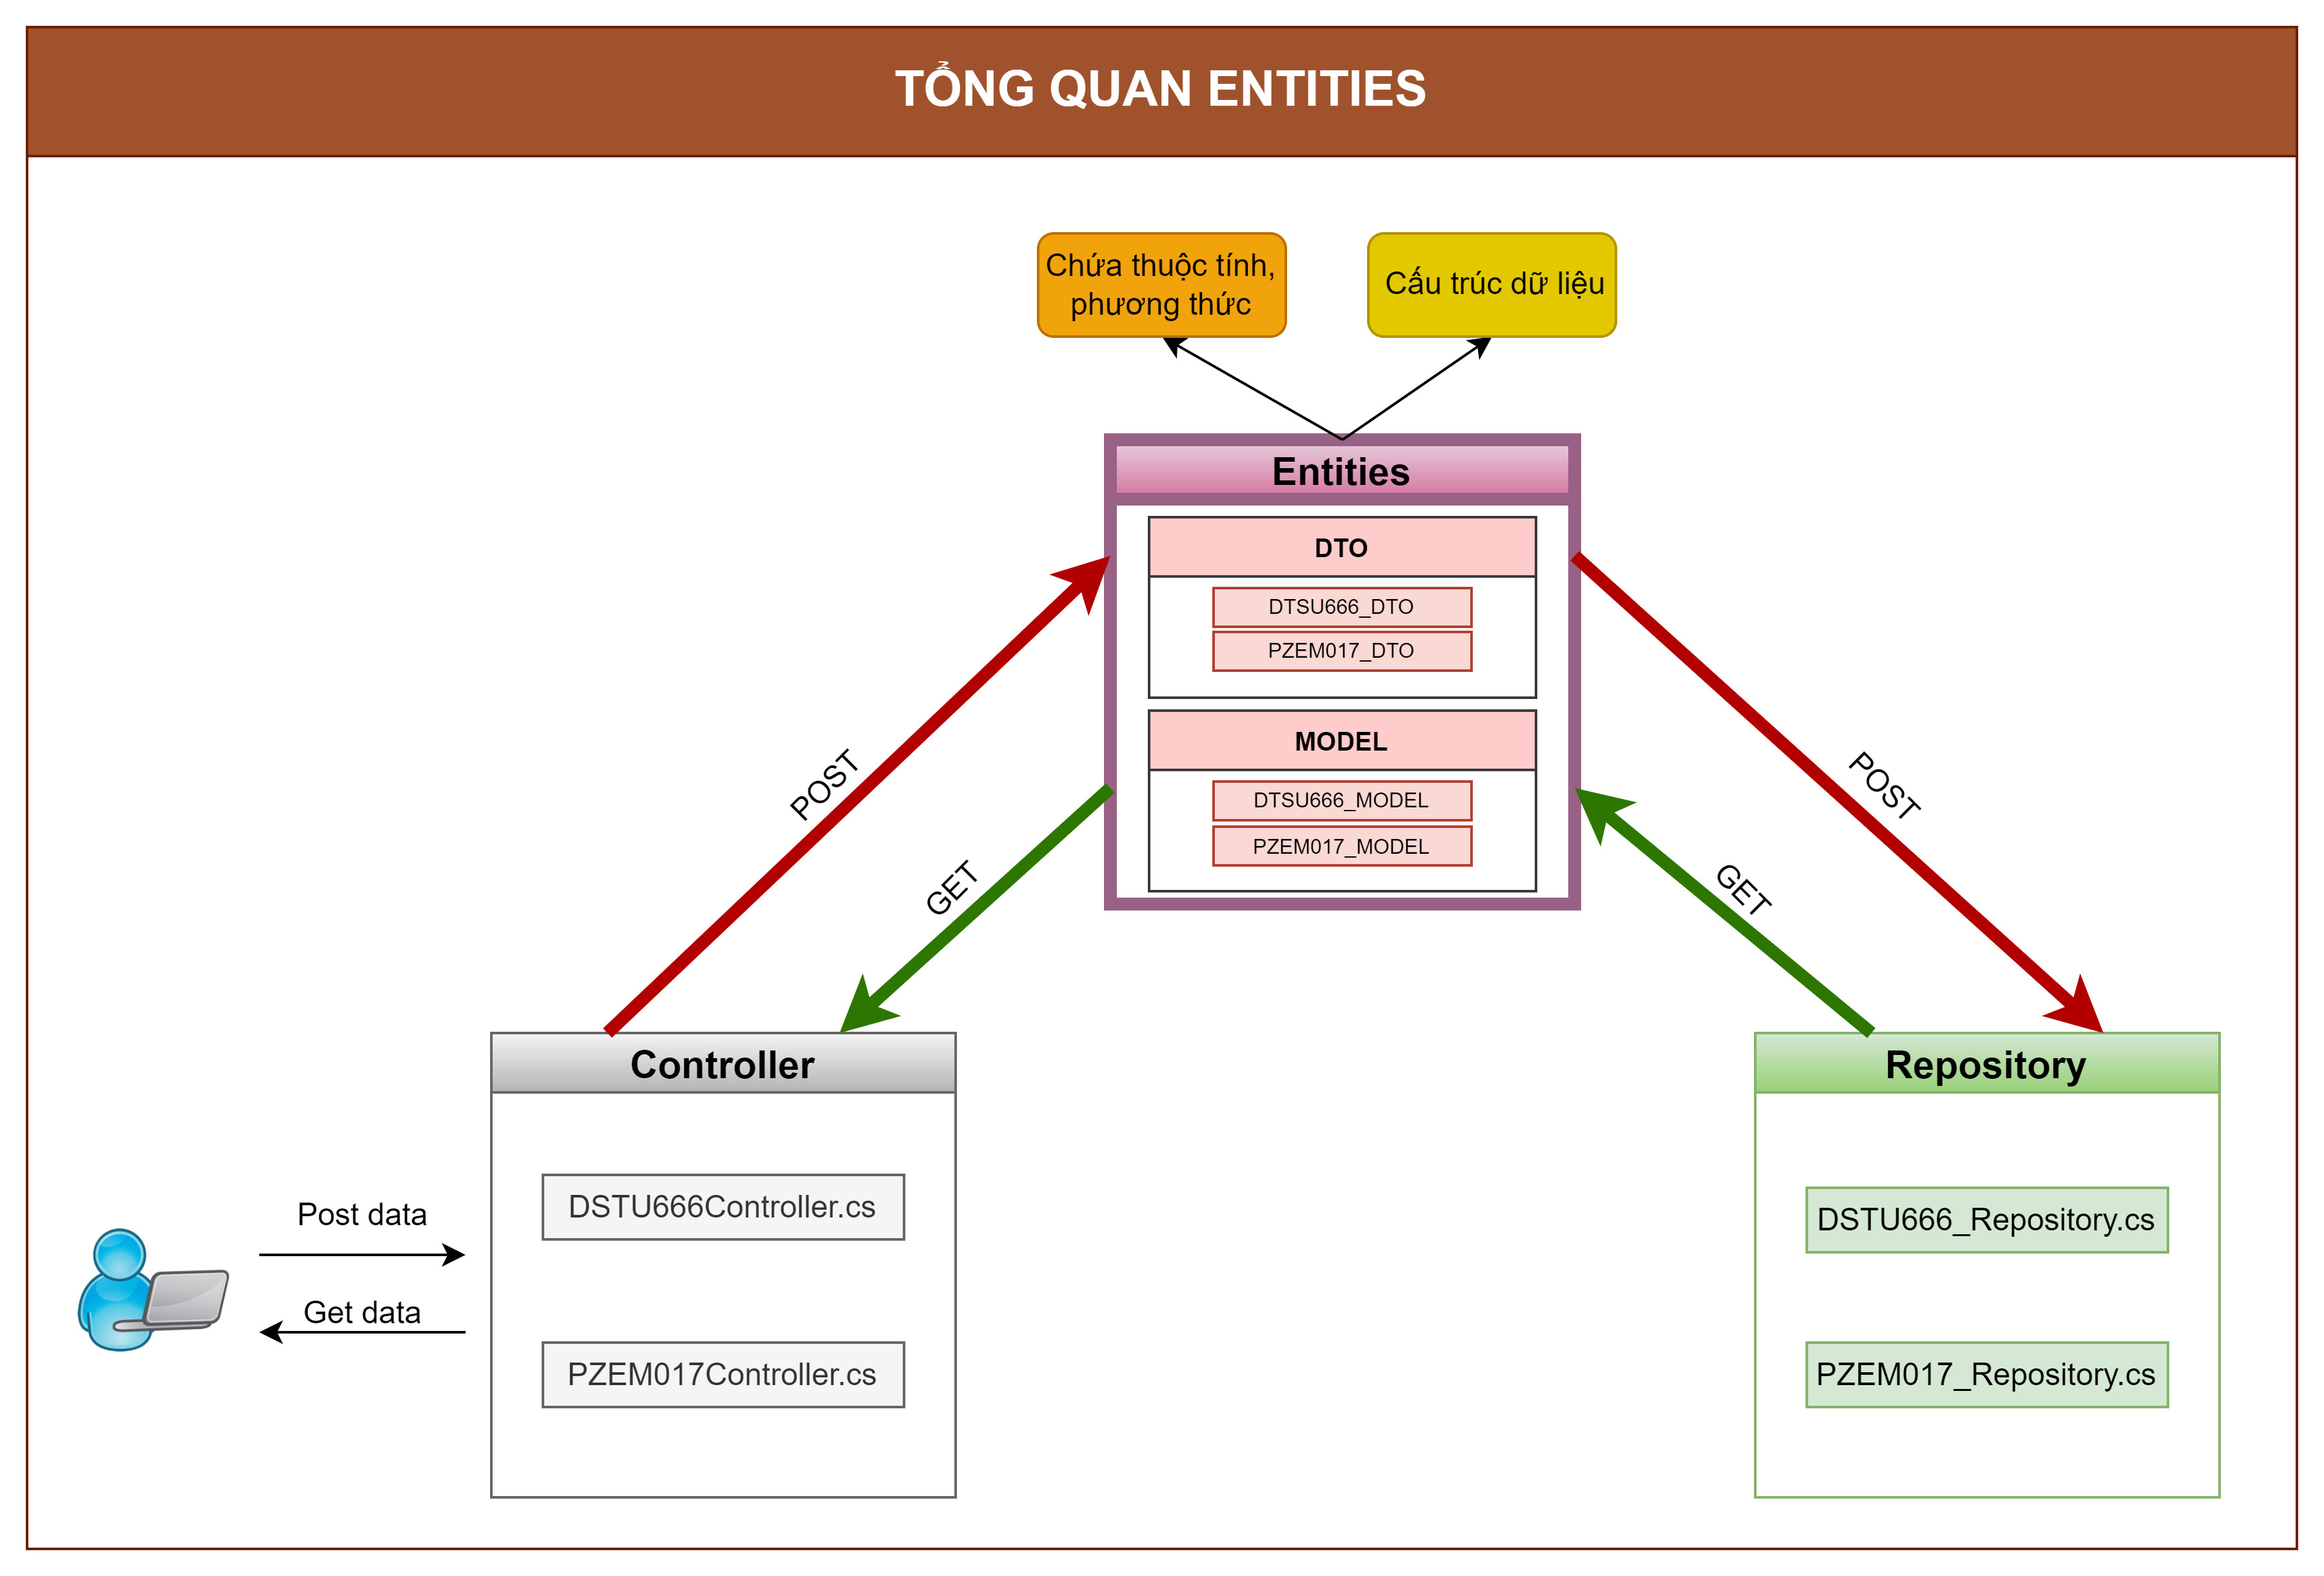 TỔNG QUAN ENTITIES
Chứa thuộc tính,
phương thức
Cấu trúc dữ liệu
Entities
DTO
DTSU666_DTO
PZEM017_DTO
MODEL
DTSU666_MODEL
PZEM017_MODEL
POST
GET
POST
GET
Controller
DSTU666Controller.cs
PZEM017Controller.cs
Post data
Get data
Repository
DSTU666_Repository.cs
PZEM017_Repository.cs